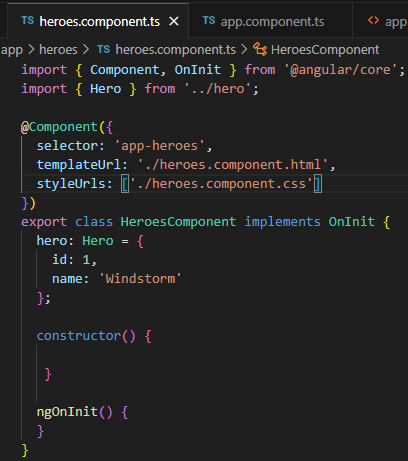 TS heroes.component.ts × TS app.component.ts <> app
app > heroes > TS heroes.component.ts > HeroesComponent
import { Component, OnInit } from '@angular/core';
import { Hero } from '../hero';
@Component({
selector: 'app-heroes',
templateUrl: './heroes.component.html',
styleUrls: ['./heroes.component.css']
})
export class HeroesComponent implements OnInit {
hero: Hero = {
id: 1,
name: 'Windstorm'
};
constructor() {
}
ngOnInit() {
}
}